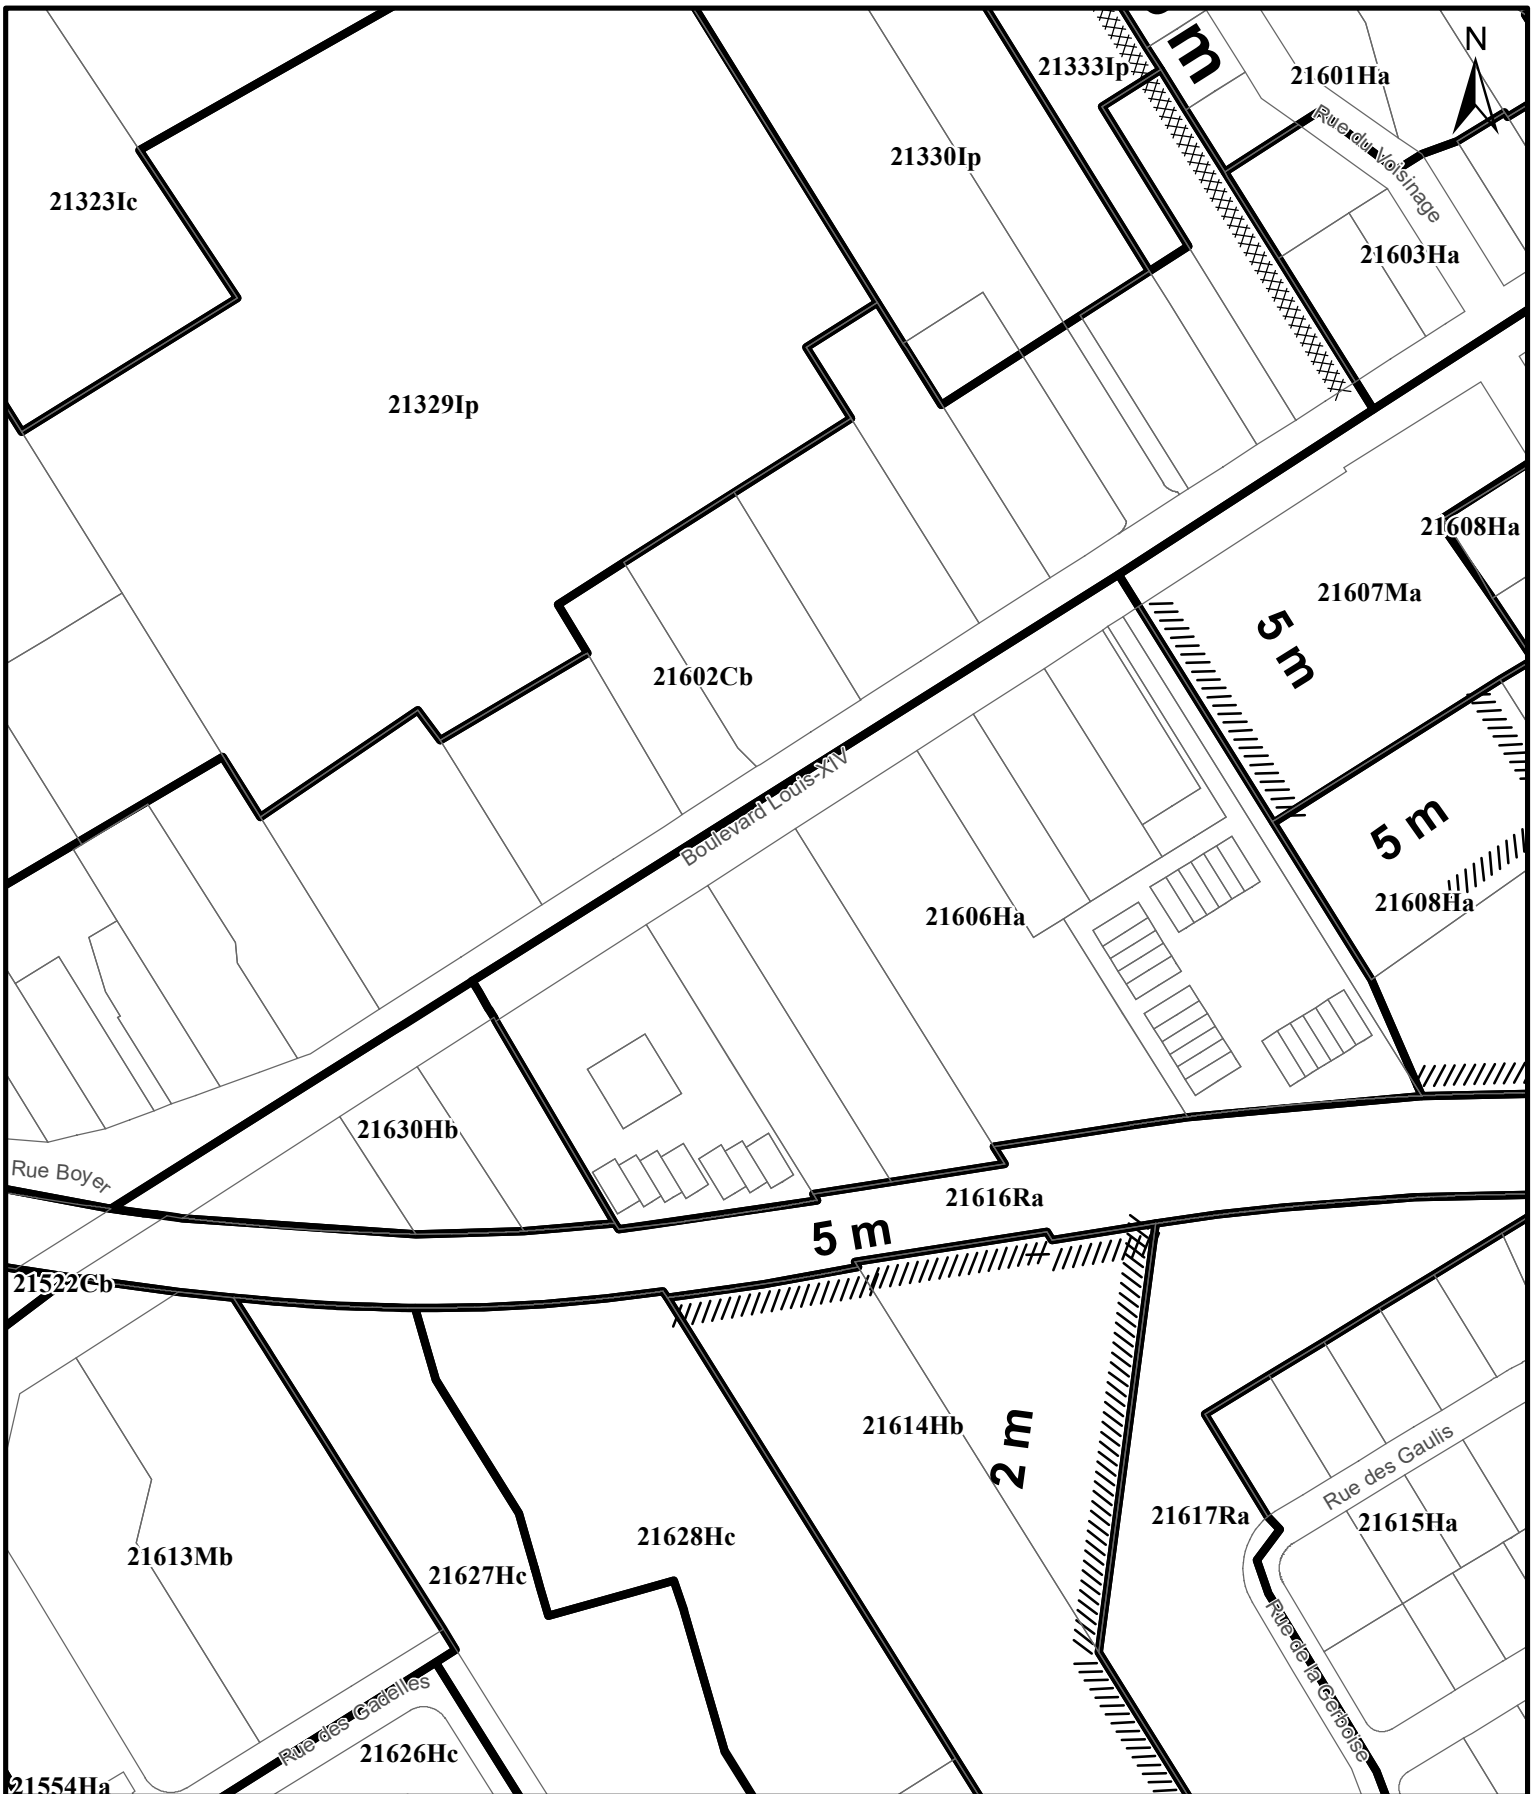 m
N
21333Ip
21601Ha
Rue du Voisinage
21330Ip
21323Ic
21603Ha
21329Ip
21608Ha
21607Ma
5 m
21602Cb
Boulevard Louis-XIV
5 m
21608Ha
21606Ha
21630Hb
Rue Boyer
21616Ra
5 m
21522Cb
21614Hb
2 m
Rue des Gaulis
21617Ra
21615Ha
21628Hc
21613Mb
21627Hc
Rue de la Gerboise
Rue des Gadelles
21626Hc
21554Ha